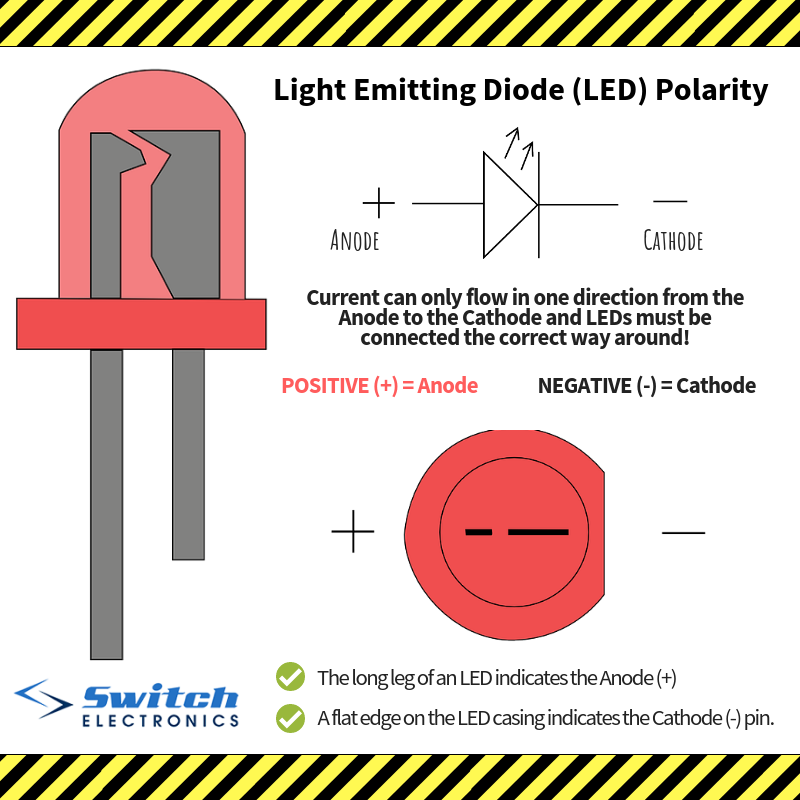 Light Emitting Diode (LED) Polarity
+
−
Anode
Cathode
Current can only flow in one direction from the
Anode to the Cathode and LEDs must be
connected the correct way around!
POSITIVE (+) = Anode
NEGATIVE (-) = Cathode
+
−
The long leg of an LED indicates the Anode (+)
A flat edge on the LED casing indicates the Cathode (-) pin.
Switch
ELECTRONICS